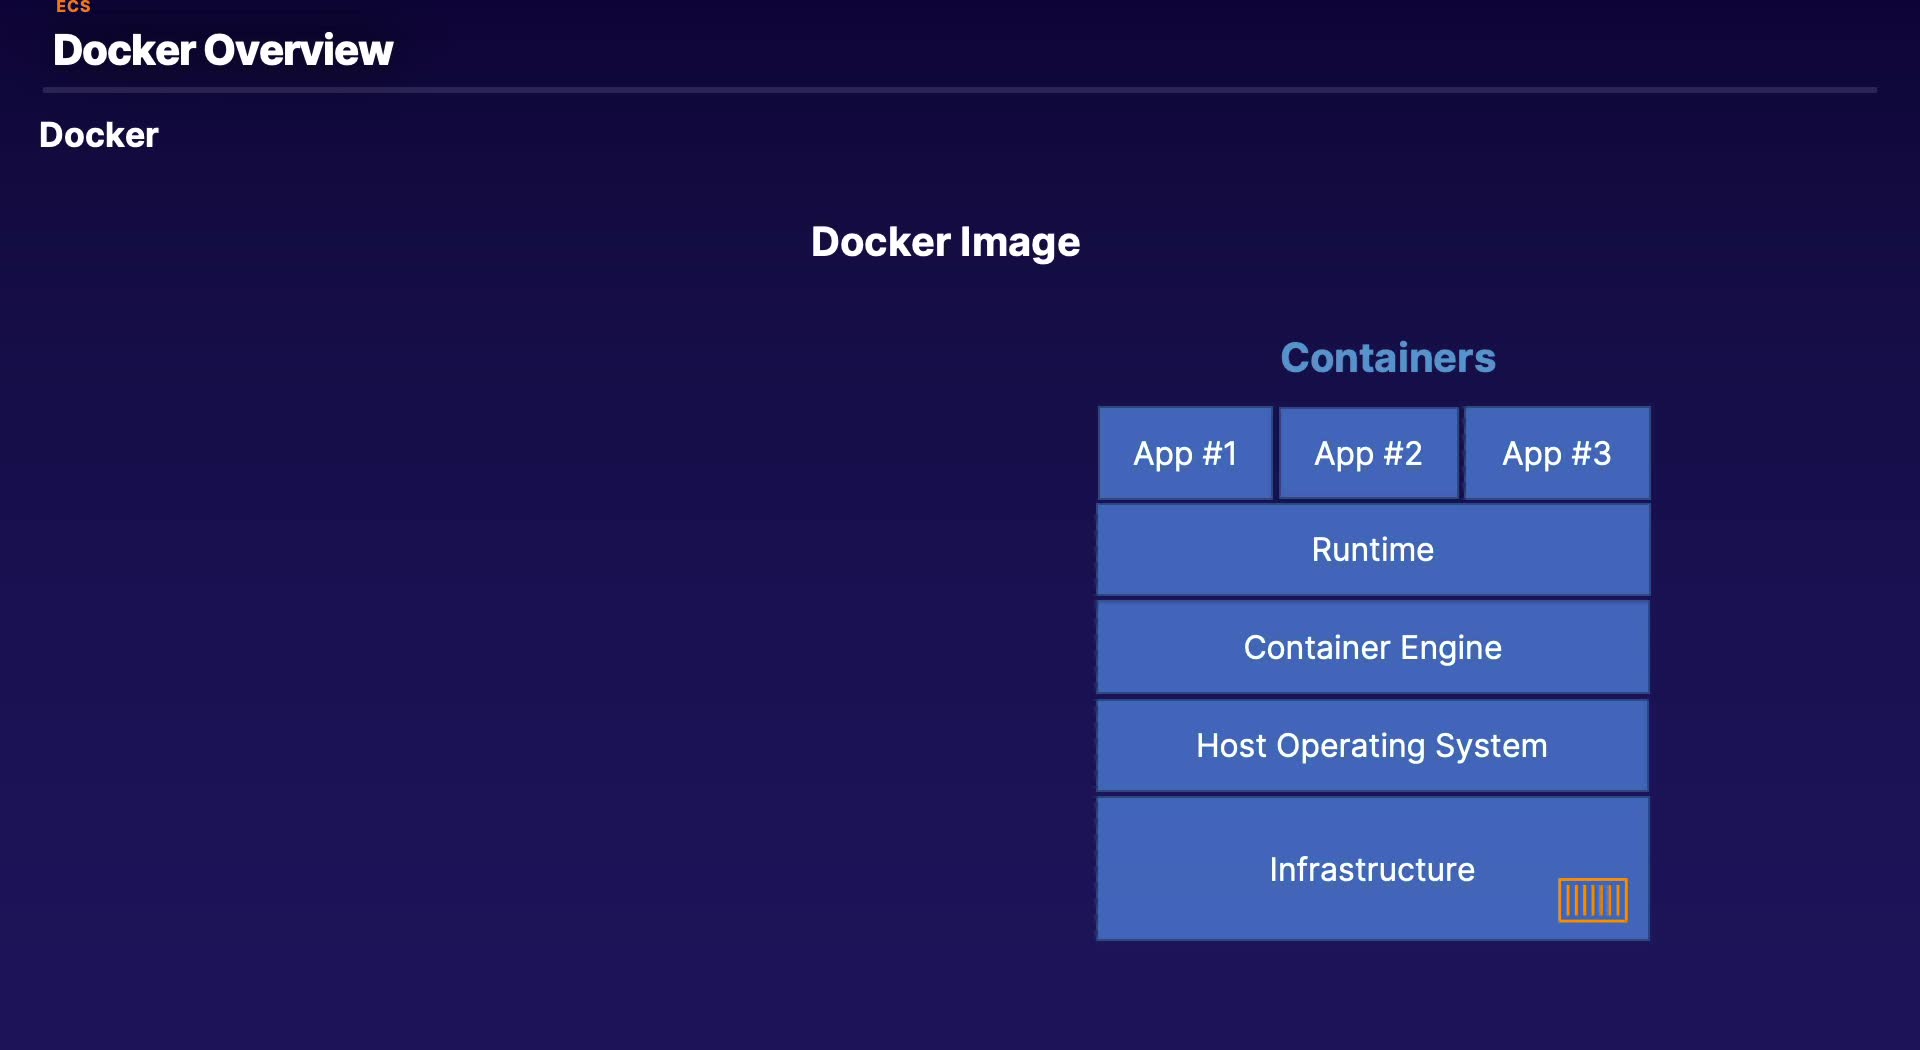 ECS
Docker Overview
Docker
Docker Image
Containers
App #1 App #2 App #3
Runtime
Container Engine
Host Operating System
Infrastructure